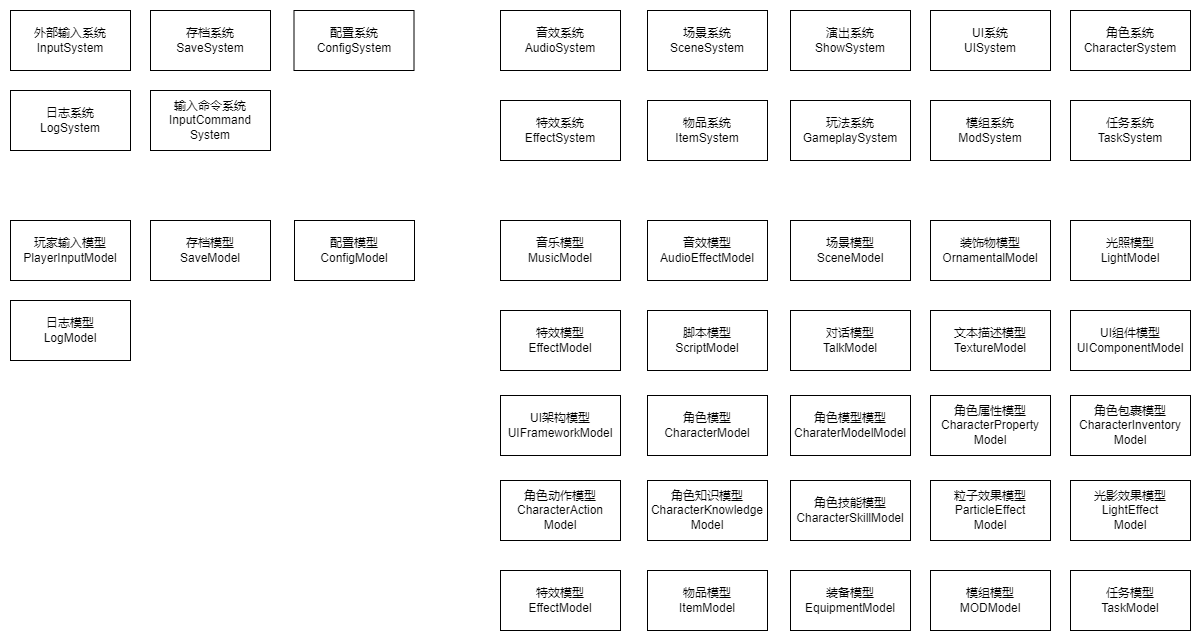 外部输入系统
InputSystem
存档系统
SaveSystem
配置系统
ConfigSystem
音效系统
AudioSystem
场景系统
SceneSystem
演出系统
ShowSystem
UI系统
UISystem
角色系统
CharacterSystem
日志系统
LogSystem
输入命令系统
InputCommand
System
特效系统
EffectSystem
物品系统
ItemSystem
玩法系统
GameplaySystem
模组系统
ModSystem
任务系统
TaskSystem
玩家输入模型
PlayerInputModel
存档模型
SaveModel
配置模型
ConfigModel
音乐模型
MusicModel
音效模型
AudioEffectModel
场景模型
SceneModel
装饰物模型
OrnamentalModel
光照模型
LightModel
日志模型
LogModel
特效模型
EffectModel
脚本模型
ScriptModel
对话模型
TalkModel
文本描述模型
TextureModel
UI组件模型
UIComponentModel
UI架构模型
UIFrameworkModel
角色模型
CharacterModel
角色模型模型
CharaterModelModel
角色属性模型
CharacterProperty
Model
角色包裹模型
CharacterInventory
Model
角色动作模型
CharacterAction
Model
角色知识模型
CharacterKnowledge
Model
角色技能模型
CharacterSkillModel
粒子效果模型
ParticleEffect
Model
光影效果模型
LightEffect
Model
特效模型
EffectModel
物品模型
ItemModel
装备模型
EquipmentModel
模组模型
MODModel
任务模型
TaskModel